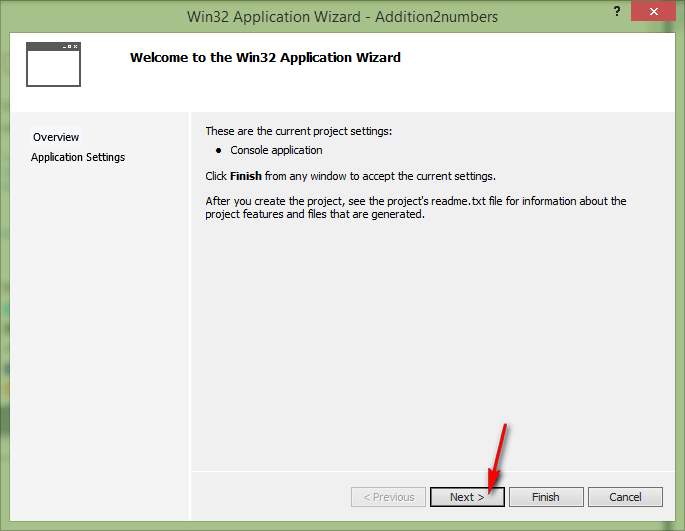 Win32 Application Wizard - Addition2numbers
?
Welcome to the Win32 Application Wizard
Overview
Application Settings
These are the current project settings:
• Console application
Click Finish from any window to accept the current settings.
After you create the project, see the project's readme.txt file for information about the
project features and files that are generated.
< Previous
Next >
Finish
Cancel